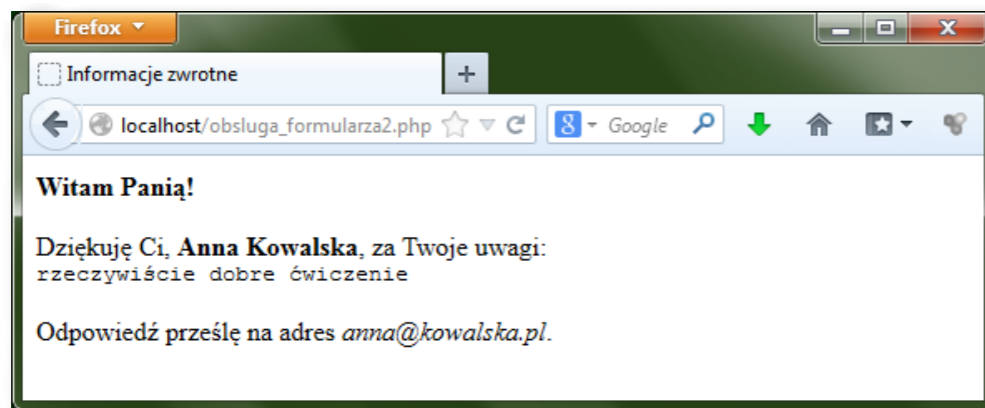 Firefox
Informacje zwrotne
localhost/obsluga_formularza2.php
8 Google
Witam Panią!
Dziękuję Ci, Anna Kowalska, za Twoje uwagi:
rzeczywiście dobre ćwiczenie
Odpowiedź prześlę na adres anna@kowalska.pl.